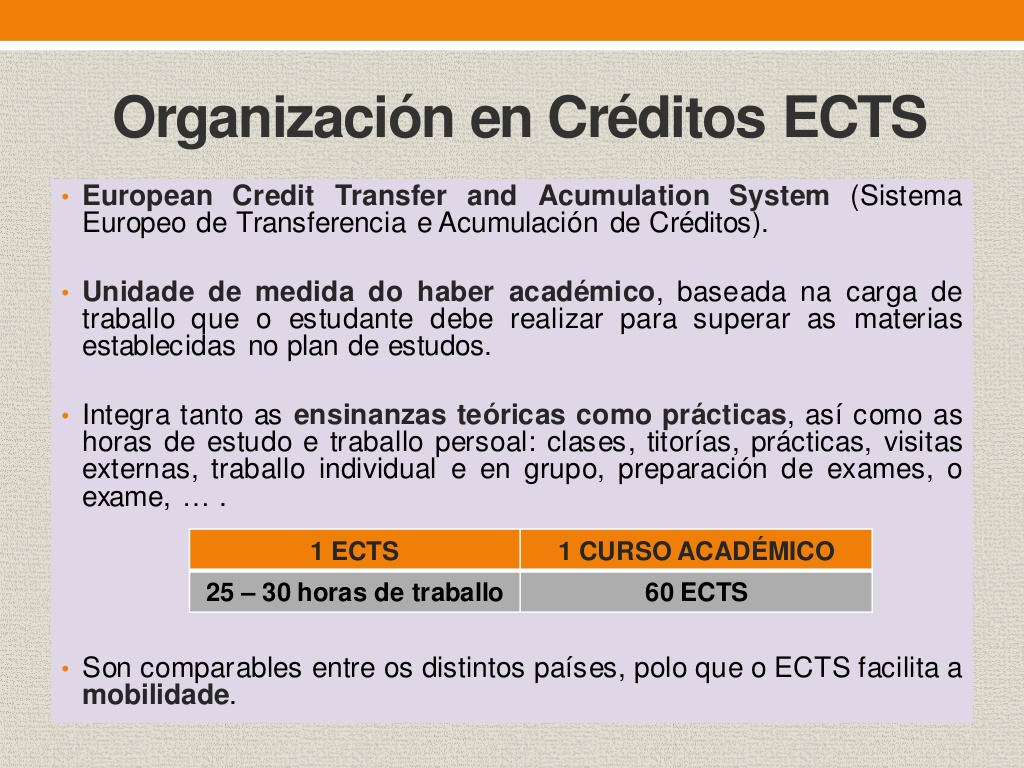 Organización en Créditos ECTS
• European Credit Transfer and Acumulation System (Sistema
Europeo de Transferencia e Acumulación de Créditos).
• Unidade de medida do haber académico, baseada na carga de
traballo que o estudante debe realizar para superar as materias
establecidas no plan de estudos.
• Integra tanto as ensinanzas teóricas como prácticas, así como as
horas de estudo e traballo persoal: clases, titorías, prácticas, visitas
externas, traballo individual e en grupo, preparación de exames, o
exame, … .
1 ECTS 1 CURSO ACADÉMICO
25 – 30 horas de traballo 60 ECTS
• Son comparables entre os distintos países, polo que o ECTS facilita a
mobilidade.